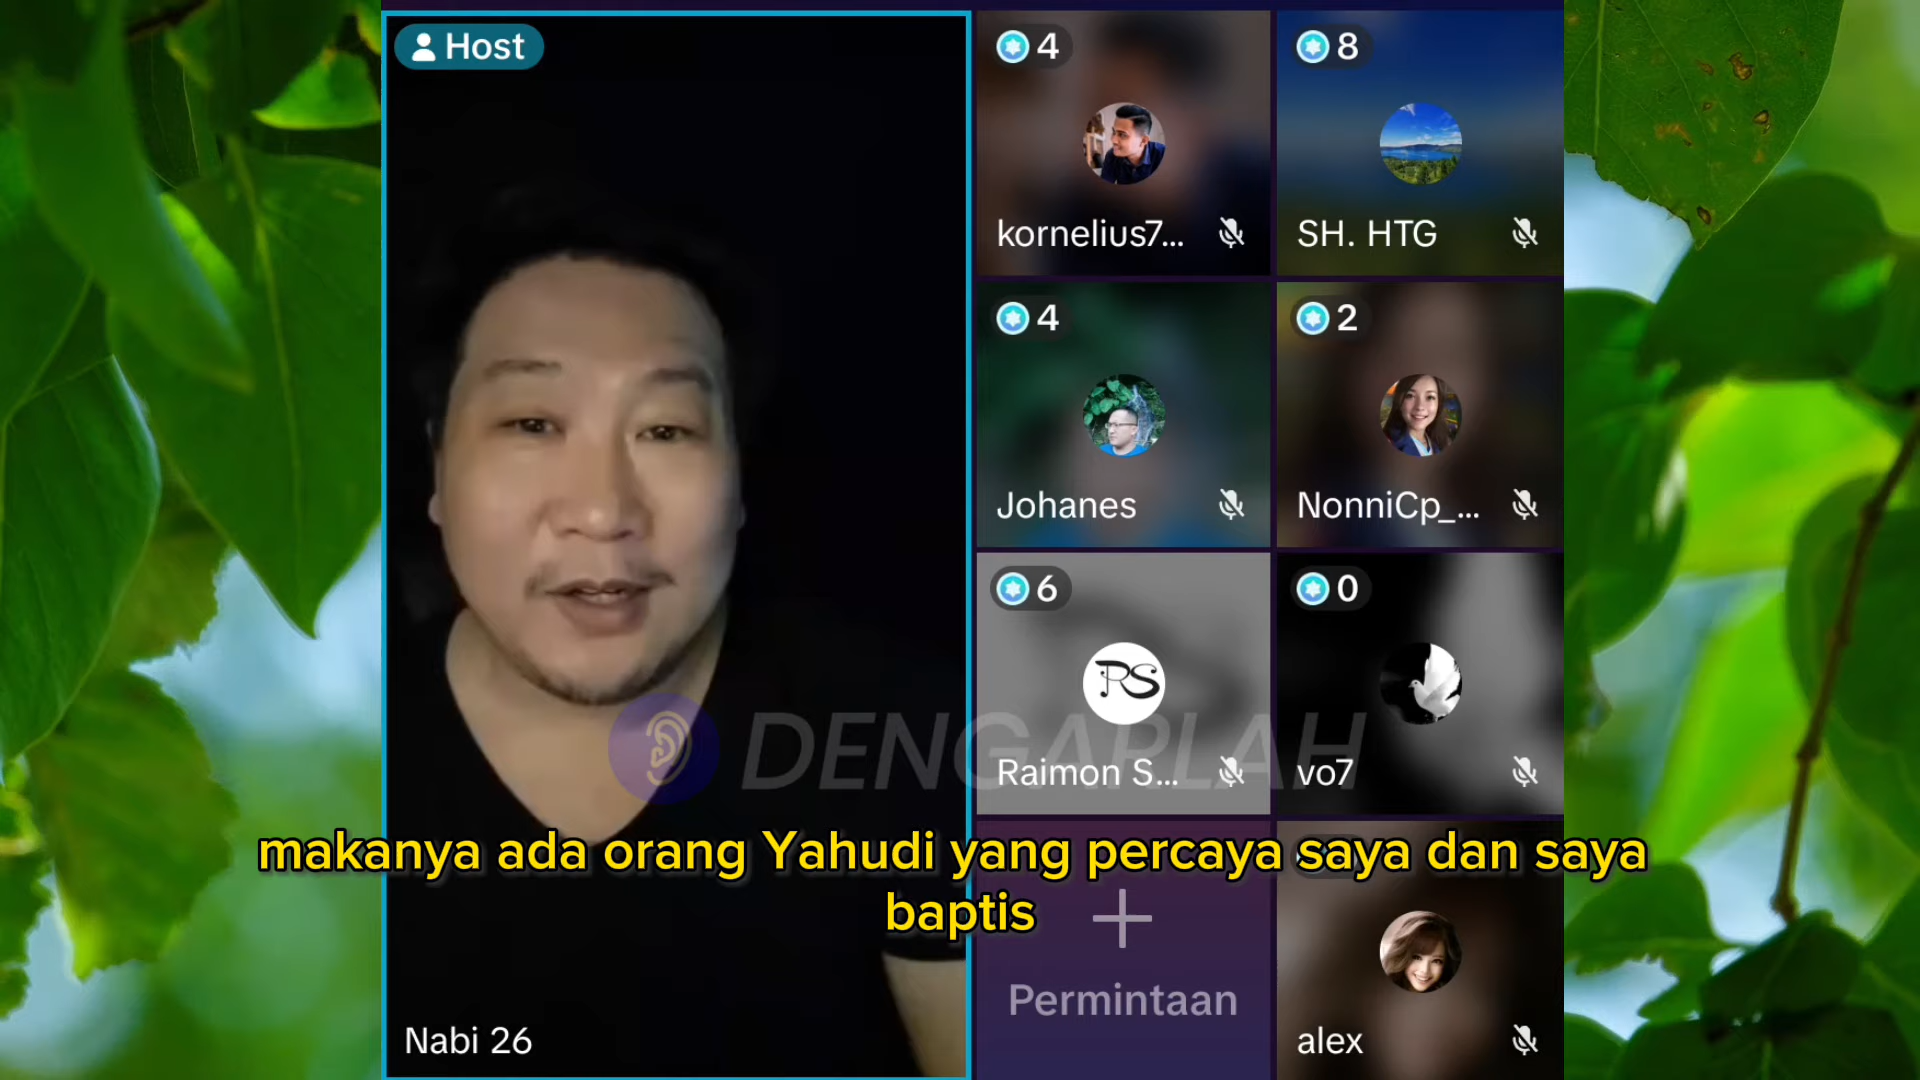 Host
4
8
kornelius7...
SH. HTG
4
2
Johanes
NonniCp_...
6
0
RS
DENGARLAH
Raimon S...
vo7
makanya ada orang Yahudi yang percaya saya dan saya
baptis
Permintaan
Nabi 26
alex